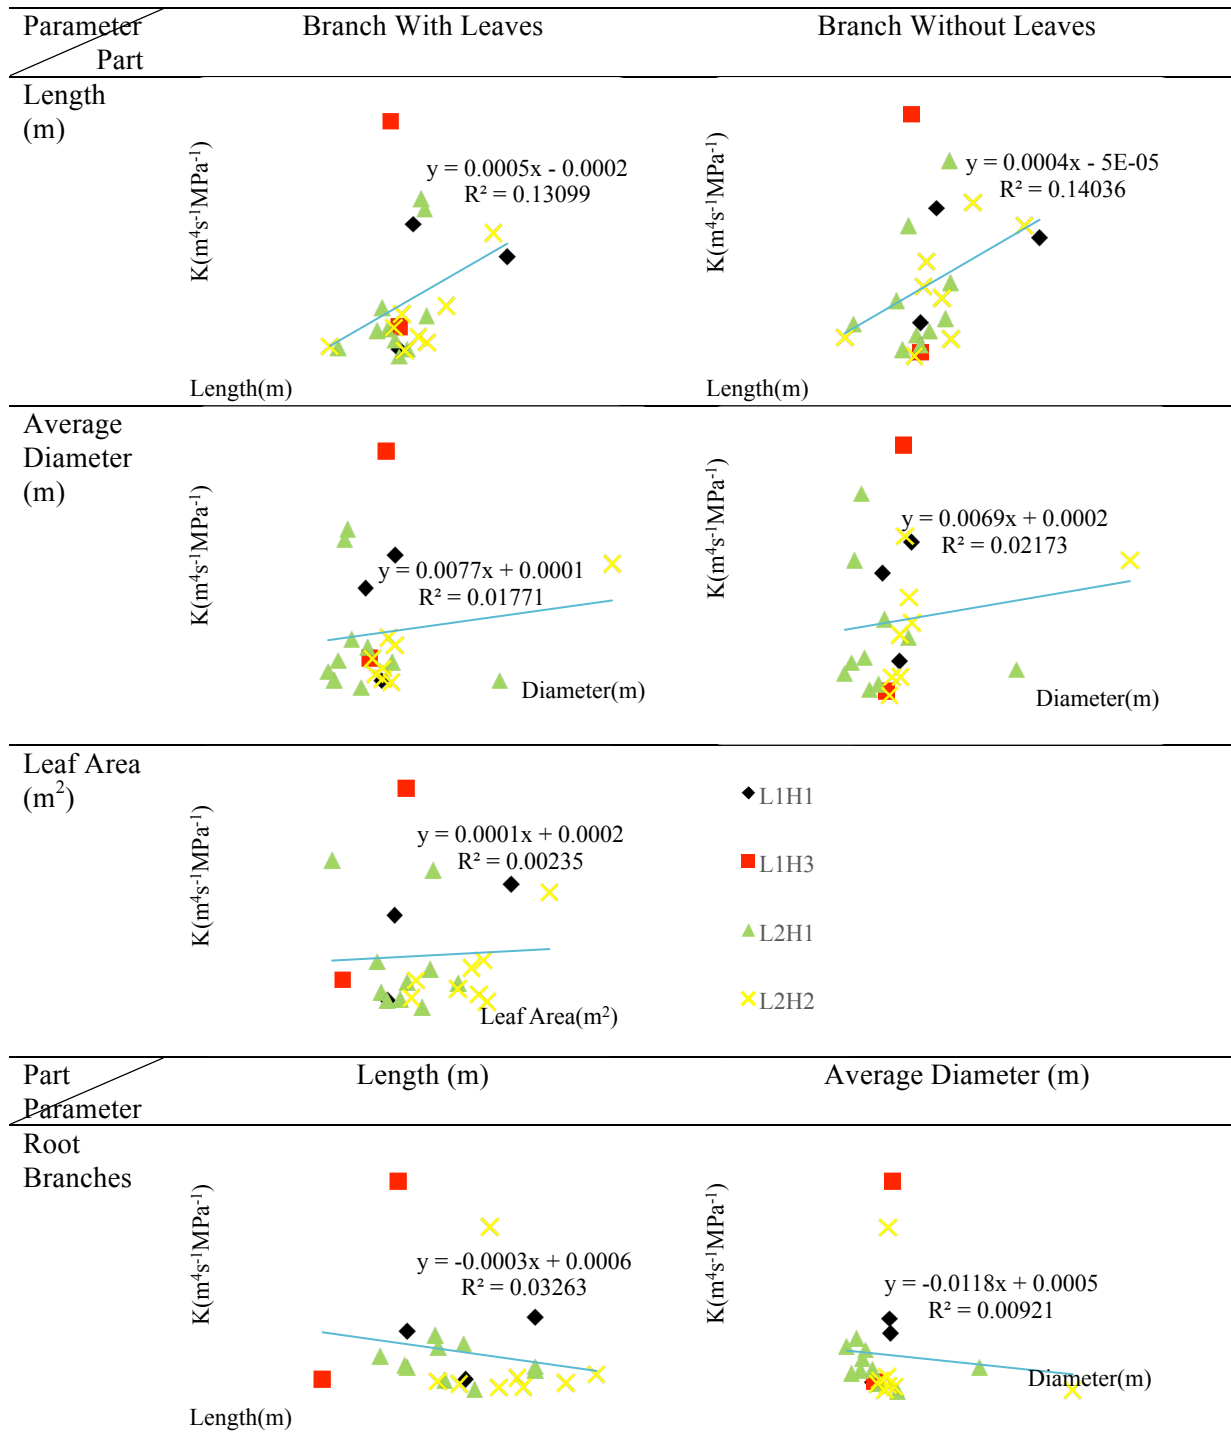 Parameter
Part
Branch With Leaves
Branch Without Leaves
Length
(m)
K(m⁴s⁻¹MPa⁻¹)
y = 0.0005x - 0.0002
R² = 0.13099
Length(m)
K(m⁴s⁻¹MPa⁻¹)
y = 0.0004x - 5E-05
R² = 0.14036
Length(m)
Average
Diameter
(m)
K(m⁴s⁻¹MPa⁻¹)
y = 0.0077x + 0.0001
R² = 0.01771
Diameter(m)
K(m⁴s⁻¹MPa⁻¹)
y = 0.0069x + 0.0002
R² = 0.02173
Diameter(m)
Leaf Area
(m²)
K(m⁴s⁻¹MPa⁻¹)
y = 0.0001x + 0.0002
R² = 0.00235
Leaf Area(m²)
L1H1
L1H3
L2H1
L2H2
Part
Parameter
Length (m)
Average Diameter (m)
Root
Branches
K(m⁴s⁻¹MPa⁻¹)
y = -0.0003x + 0.0006
R² = 0.03263
Length(m)
K(m⁴s⁻¹MPa⁻¹)
y = -0.0118x + 0.0005
R² = 0.00921
Diameter(m)